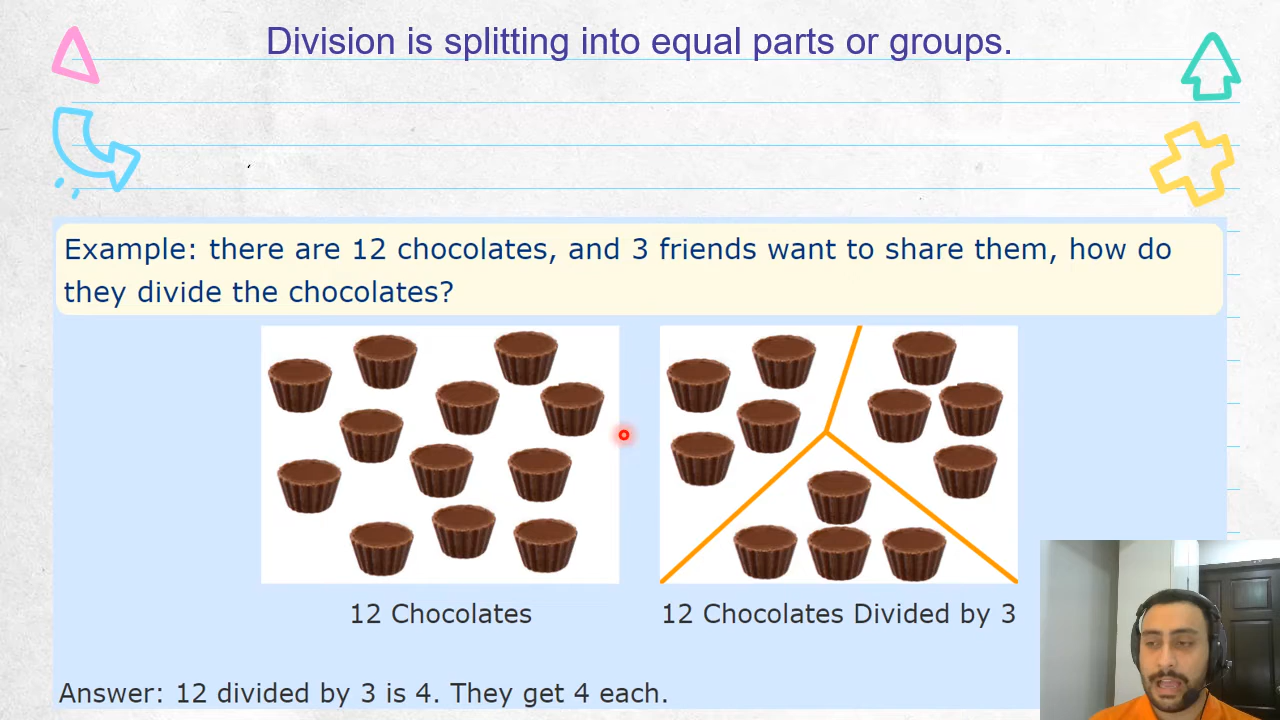 Division is splitting into equal parts or groups.
Example: there are 12 chocolates, and 3 friends want to share them, how do
they divide the chocolates?
12 Chocolates
12 Chocolates Divided by 3
Answer: 12 divided by 3 is 4. They get 4 each.